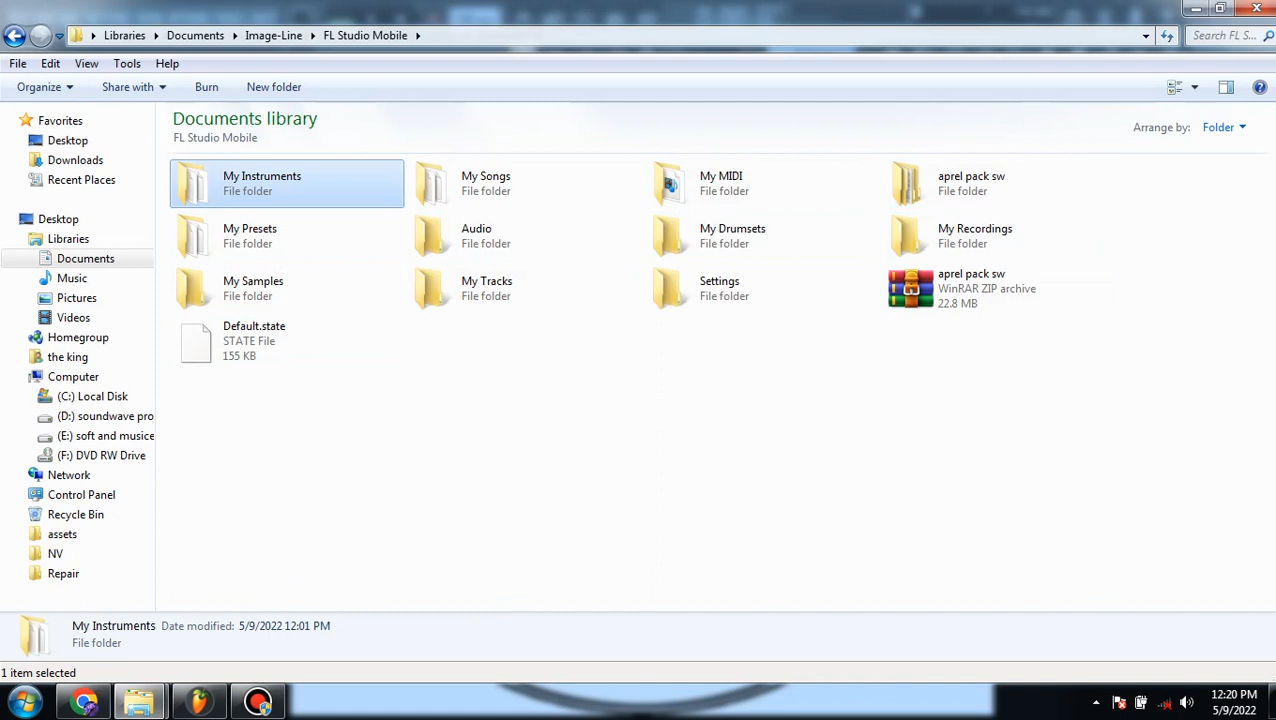 Libraries
Documents
Image-Line
FL Studio Mobile
Search FL S...
File
Edit
View
Tools
Help
Organize
Share with
Burn
New folder
Favorites
Desktop
Downloads
Recent Places
Desktop
Libraries
Documents
Music
Pictures
Videos
Homegroup
the king
Computer
(C:) Local Disk
(D:) soundwave pro
(E:) soft and musice
(F:) DVD RW Drive
Network
Control Panel
Recycle Bin
assets
NV
Repair
Documents library
FL Studio Mobile
Arrange by: Folder
My Instruments
File folder
My Songs
File folder
My MIDI
File folder
aprel pack sw
File folder
My Presets
File folder
Audio
File folder
My Drumsets
File folder
My Recordings
File folder
My Samples
File folder
My Tracks
File folder
Settings
File folder
aprel pack sw
WinRAR ZIP archive
22.8 MB
Default.state
STATE File
155 KB
My Instruments Date modified: 5/9/2022 12:01 PM
File folder
1 item selected
12:20 PM
5/9/2022